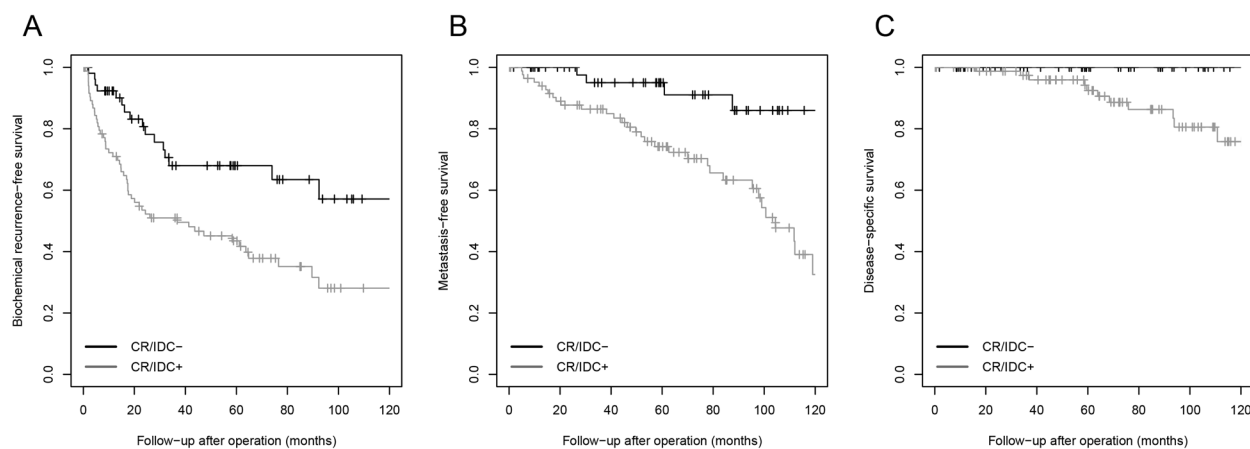 A
Biochemical recurrence−free survival
1.0
0.8
0.6
0.4
0.2
0.0
CR/IDC−
CR/IDC+
0 20 40 60 80 100 120
Follow−up after operation (months)
B
Metastasis−free survival
1.0
0.8
0.6
0.4
0.2
0.0
CR/IDC−
CR/IDC+
0 20 40 60 80 100 120
Follow−up after operation (months)
C
Disease−specific survival
1.0
0.8
0.6
0.4
0.2
0.0
CR/IDC−
CR/IDC+
0 20 40 60 80 100 120
Follow−up after operation (months)